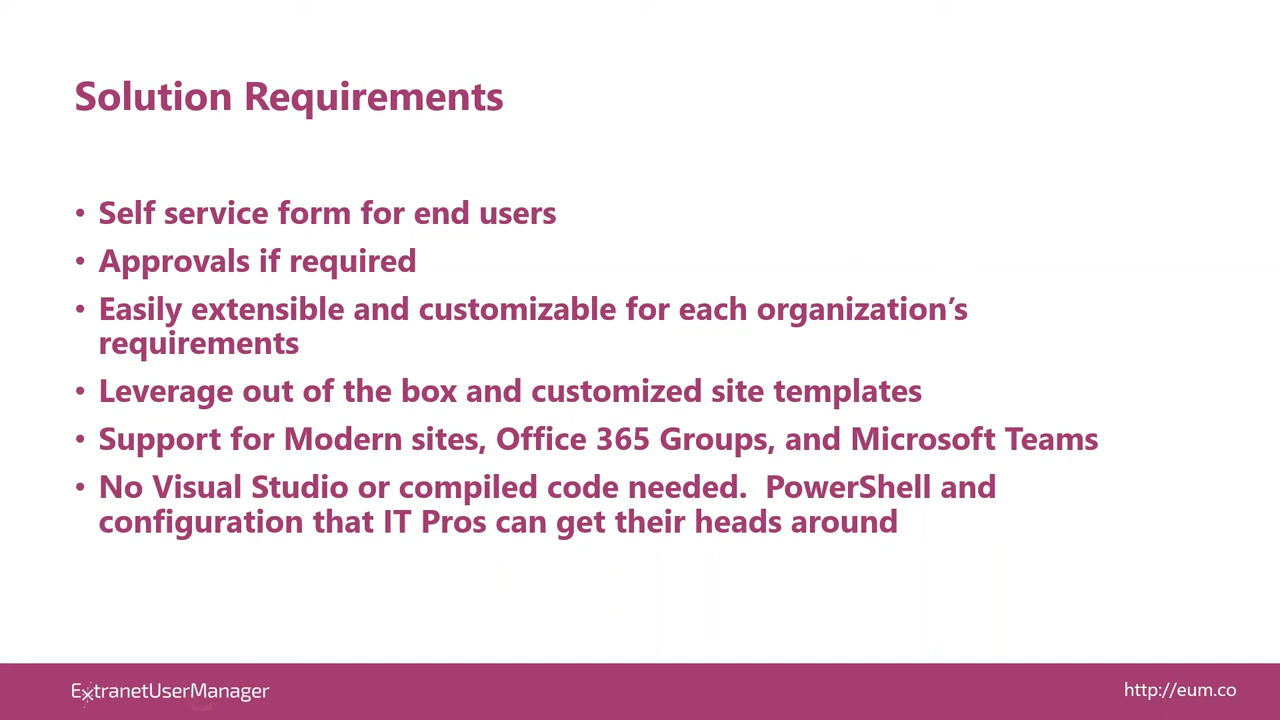 Solution Requirements
• Self service form for end users
• Approvals if required
• Easily extensible and customizable for each organization’s
requirements
• Leverage out of the box and customized site templates
• Support for Modern sites, Office 365 Groups, and Microsoft Teams
• No Visual Studio or compiled code needed.  PowerShell and
configuration that IT Pros can get their heads around
ExtranetUserManager
http://eum.co